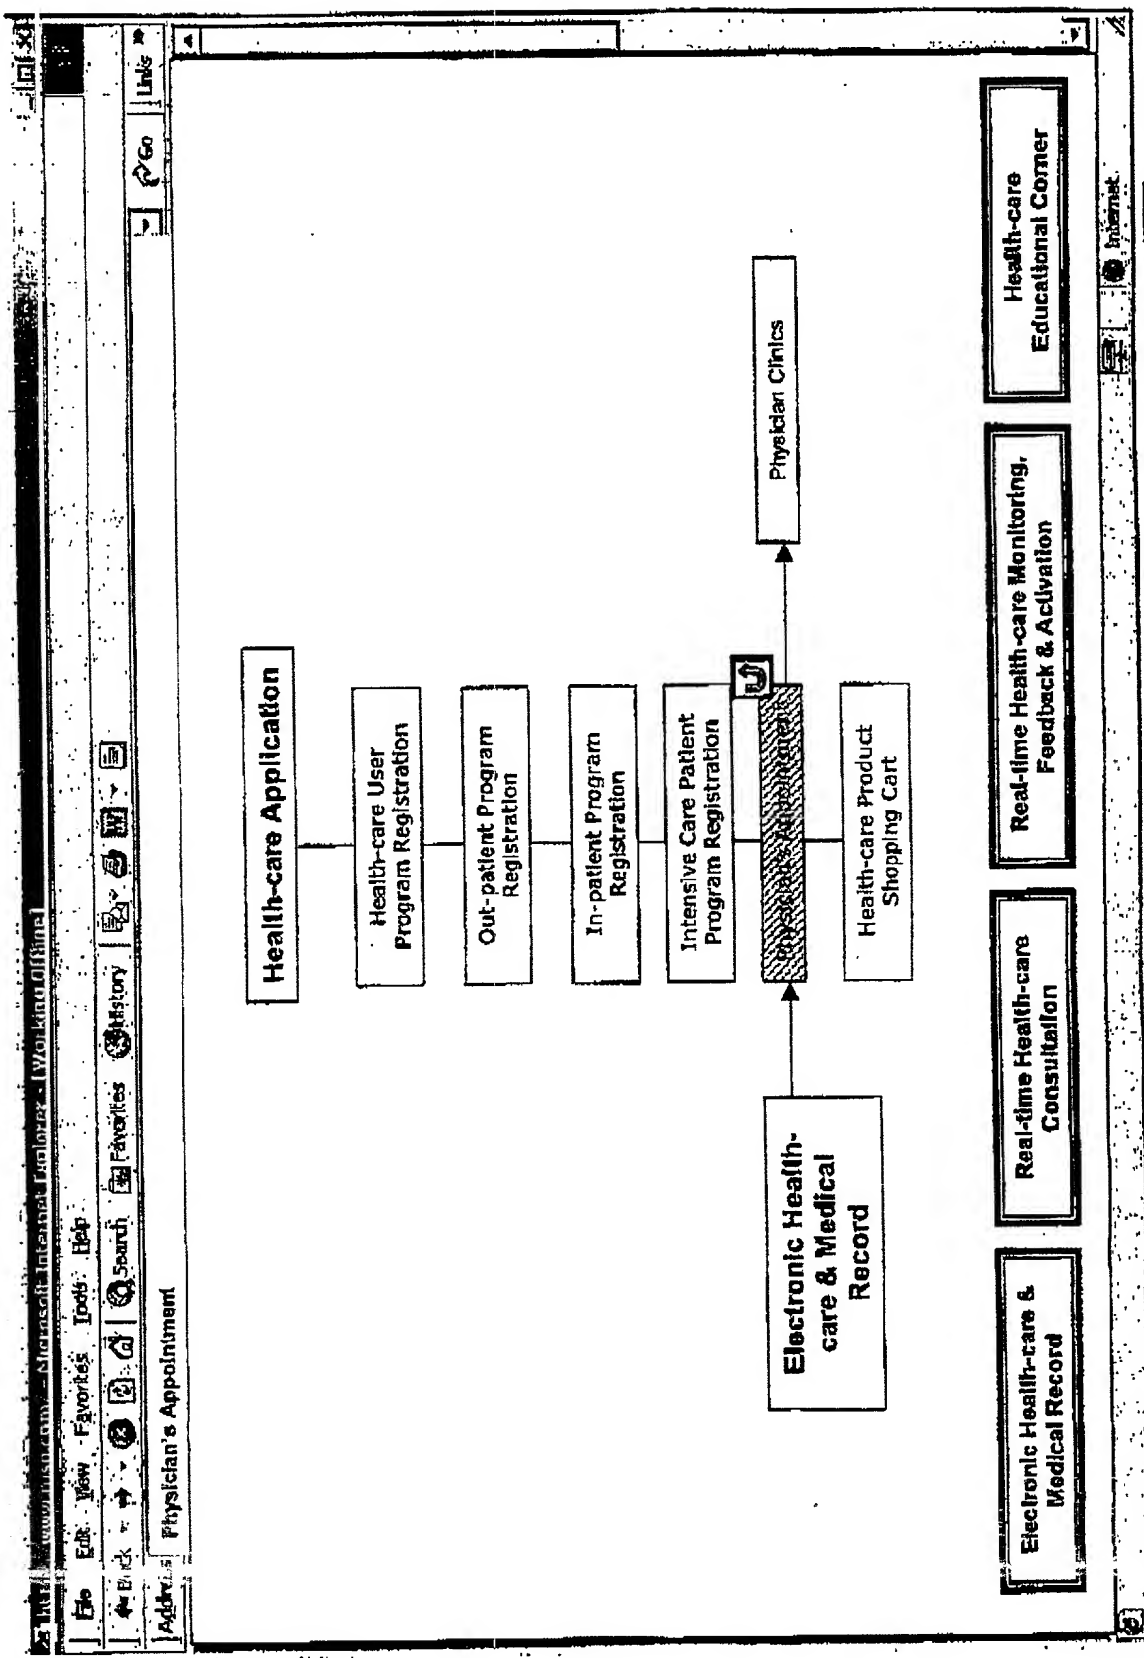 Microsoft Internet Explorer - [Working Offline]
File Edit View Favorites Tools Help
Back Search Favorites History
Address Physician's Appointment Go Links »
Health-care Application
Health-care User
Program Registration
Out-patient Program
Registration
In-patient Program
Registration
Intensive Care Patient
Program Registration
Physician's Appointment
Physician Clinics
Electronic Health-
care & Medical
Record
Health-care Product
Shopping Cart
Electronic Health-care &
Medical Record
Real-time Health-care
Consultation
Real-time Health-care Monitoring,
Feedback & Activation
Health-care
Educational Corner
Internet